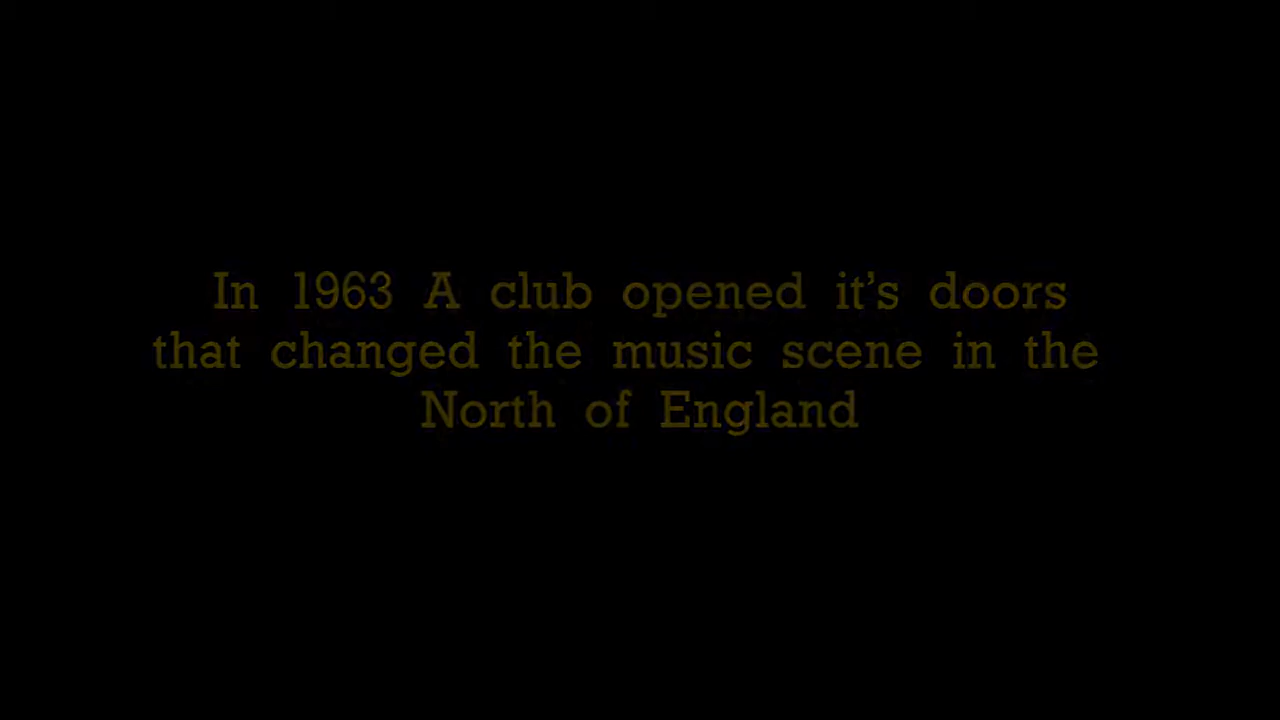 In 1963 A club opened it’s doors
that changed the music scene in the
North of England